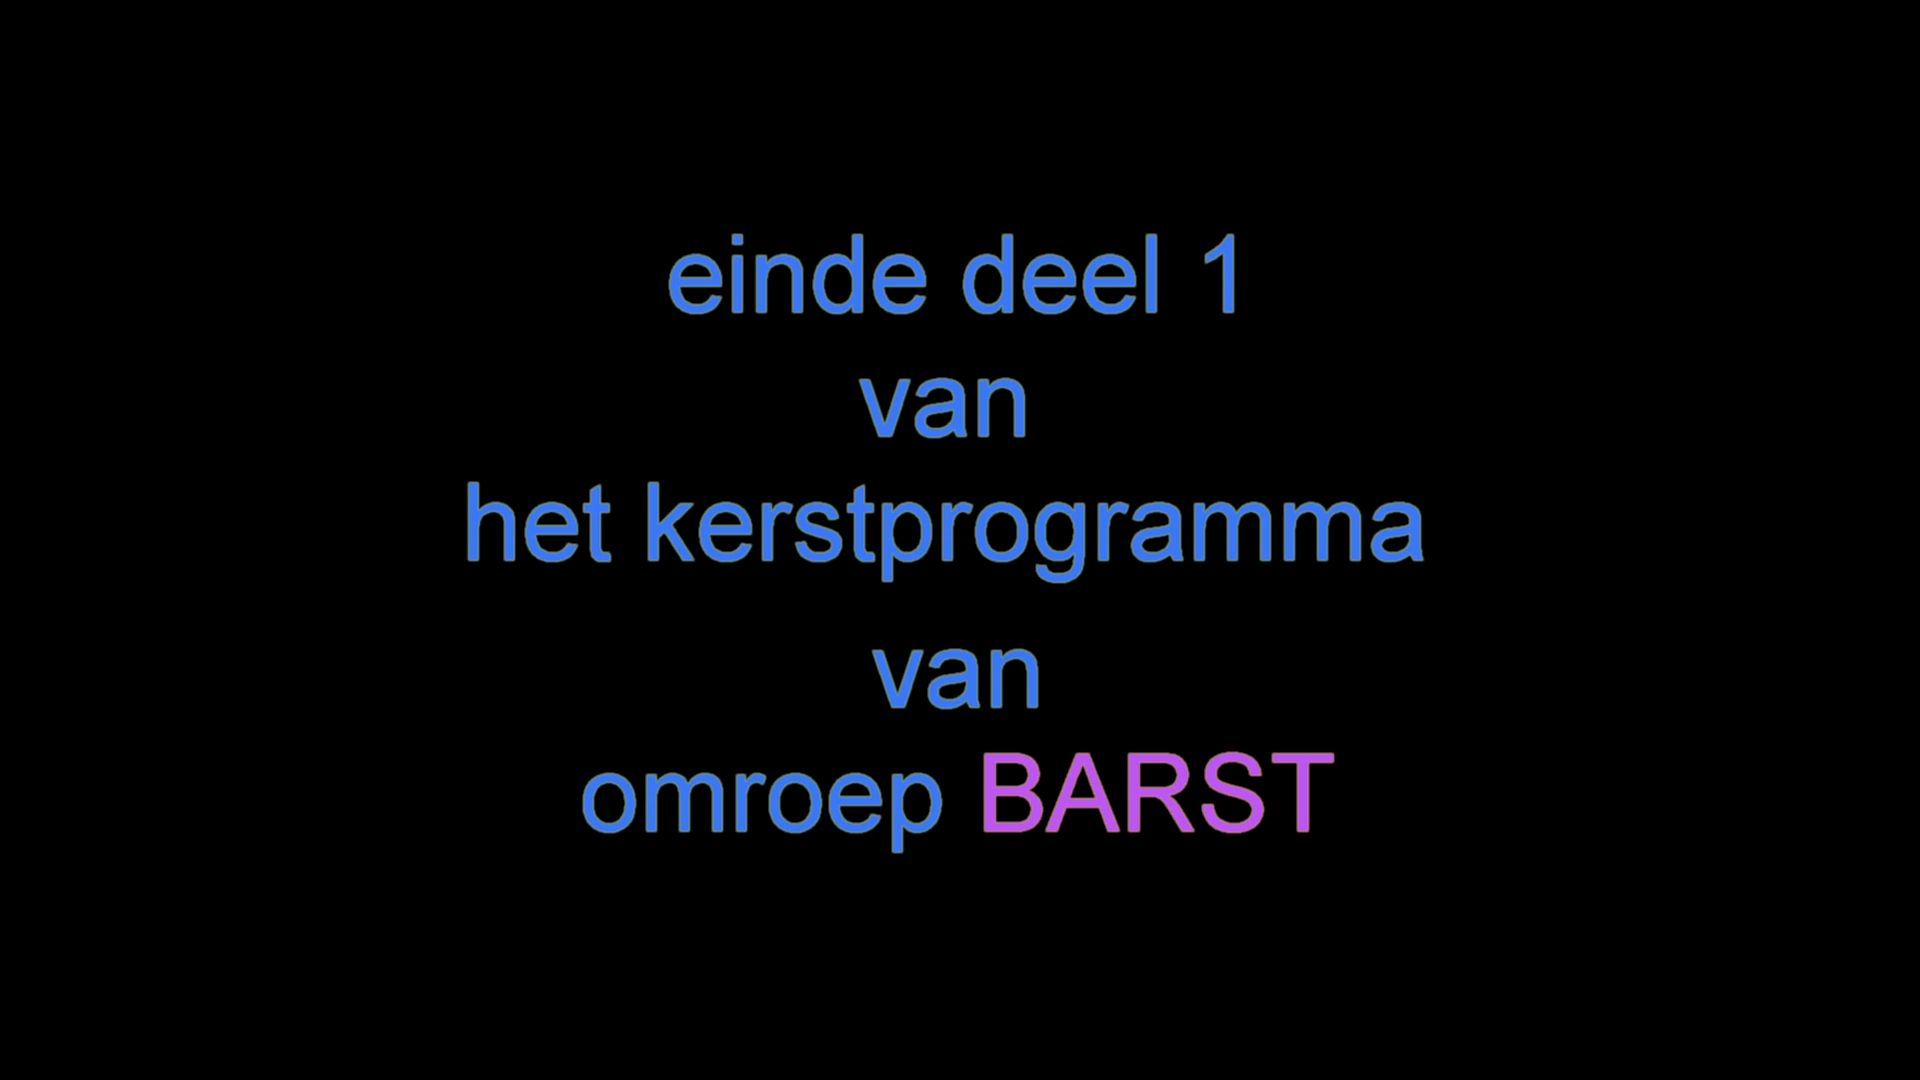 einde deel 1
van
het kerstprogramma
van
omroep BARST